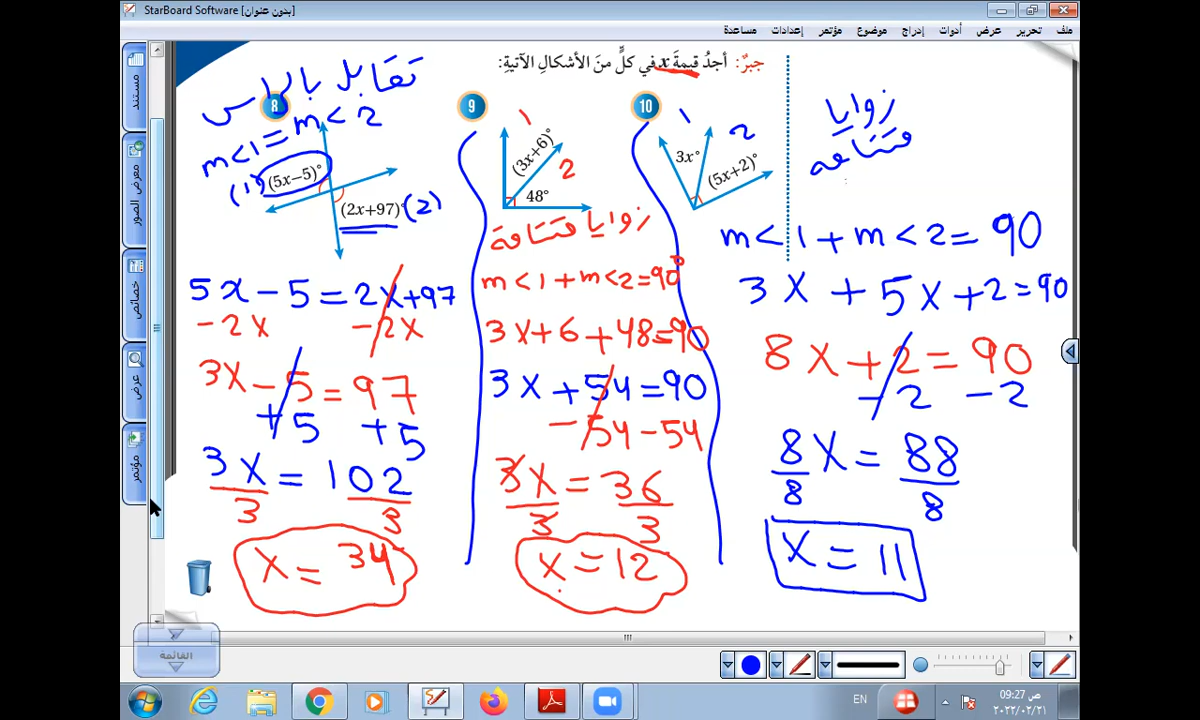 StarBoard Software [بدون عنوان]
ملف تحرير عرض أدوات إدراج موضوع مؤتمر إعدادات مساعدة
مستند
معرض الصور
خصائص
عرض
مؤتمر
القائمة
جبرٌ: أجدُ قيمةَ x في كلٍّ منَ الأشكالِ الآتيةِ:
8
تقابل بالراس
m<1 = m<2
(1)
(5x−5)°
(2x+97)°
(2)
5x − 5 = 2x + 97
−2x −2x
3x − 5 = 97
+5 +5
3x = 102
3 3
x = 34
9
1
(3x+6)°
2
48°
زوايا متتامة
m<1 + m<2 = 90°
3x + 6 + 48 = 90
3x + 54 = 90
−54 −54
3x = 36
3 3
x = 12
10
1
2
3x°
(5x+2)°
زوايا
متتامة
m<1 + m<2 = 90
3x + 5x + 2 = 90
8x + 2 = 90
−2 −2
8x = 88
8 8
x = 11
EN
09:27 ص
٢٠٢٢/٠٢/٢١